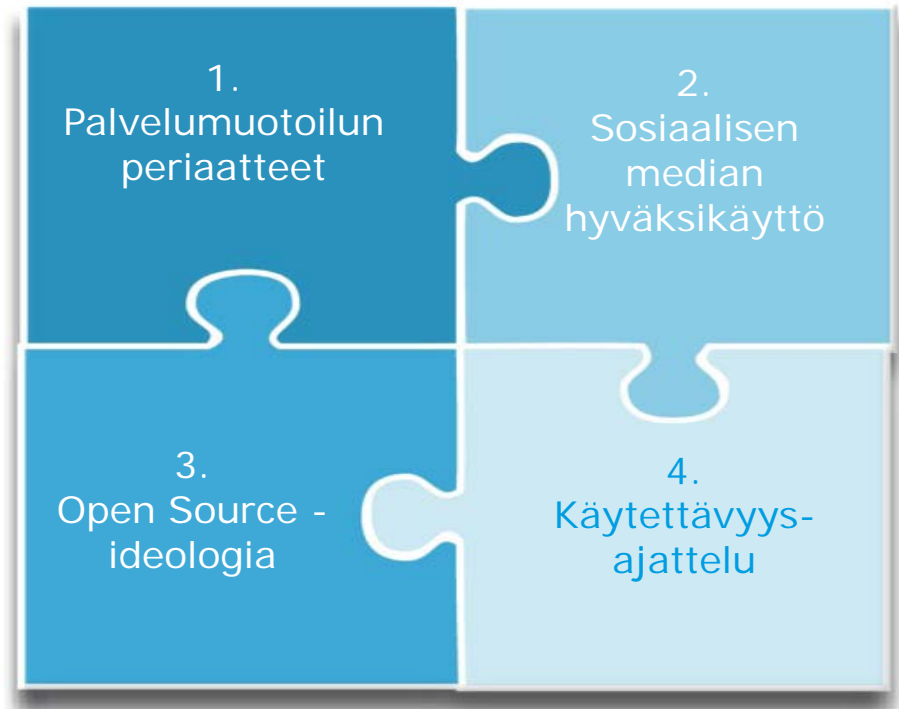 1.
Palvelumuotoilun
periaatteet
2.
Sosiaalisen
median
hyväksikäyttö
3.
Open Source -
ideologia
4.
Käytettävyys-
ajattelu